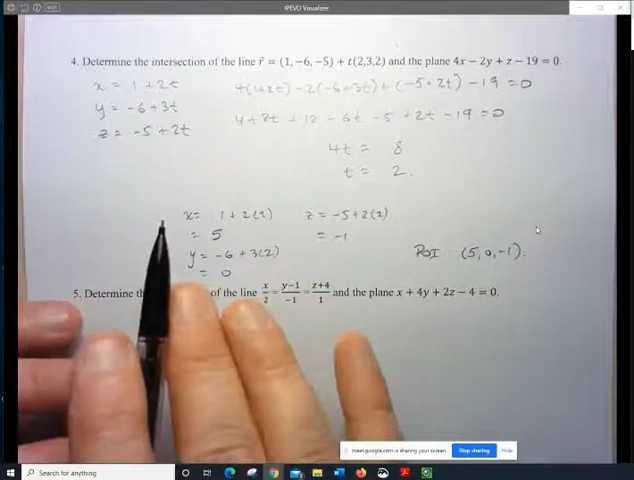 IPEVO Visualizer
4. Determine the intersection of the line r⃗ = (1, −6, −5) + t(2,3,2) and the plane 4x − 2y + z − 19 = 0.
x = 1 + 2t
y = -6 + 3t
z = -5 + 2t
4(1+2t) - 2(-6+3t) + (-5+2t) - 19 = 0
4 + 8t + 12 - 6t - 5 + 2t - 19 = 0
4t = 8
t = 2.
x = 1 + 2(2)
= 5
y = -6 + 3(2)
= 0
z = -5 + 2(2)
= -1
POI : (5, 0, -1).
5. Determine of the line x/2 = y−1/−1 = z+4/1 and the plane x + 4y + 2z − 4 = 0.
meet.google.com is sharing your screen.
Stop sharing
Hide
Type here to search